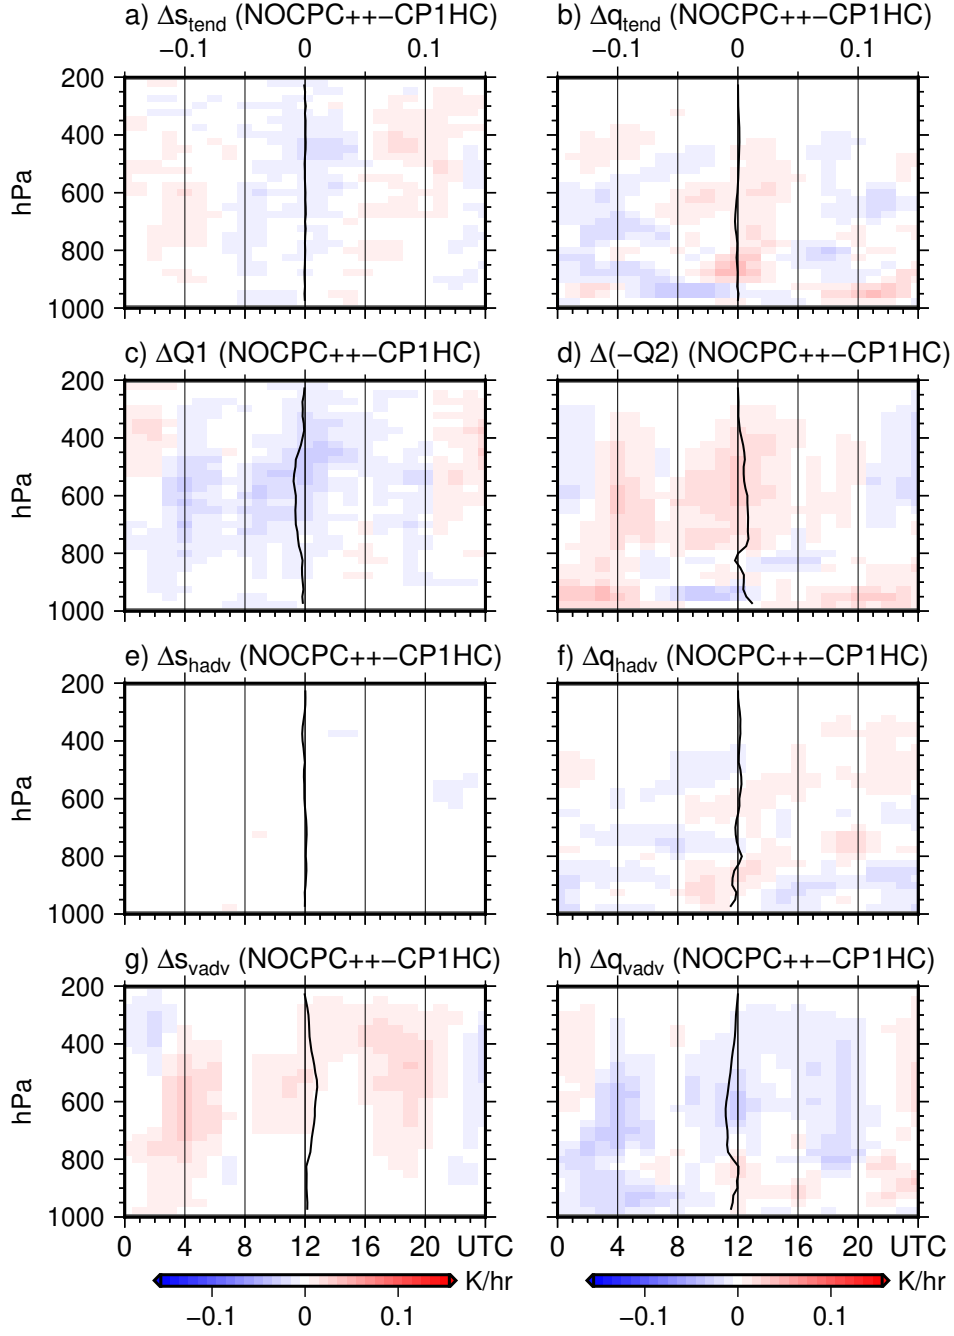 a) Δs_tend (NOCPC++−CP1HC) b) Δq_tend (NOCPC++−CP1HC)
−0.1 0 0.1 −0.1 0 0.1
200 200
400 400
hPa hPa
600 600
800 800
1000 1000
c) ΔQ1 (NOCPC++−CP1HC) d) Δ(−Q2) (NOCPC++−CP1HC)
200 200
400 400
hPa hPa
600 600
800 800
1000 1000
e) Δs_hadv (NOCPC++−CP1HC) f) Δq_hadv (NOCPC++−CP1HC)
200 200
400 400
hPa hPa
600 600
800 800
1000 1000
g) Δs_vadv (NOCPC++−CP1HC) h) Δq_vadv (NOCPC++−CP1HC)
200 200
400 400
hPa hPa
600 600
800 800
1000 1000
0 4 8 12 16 20 UTC 0 4 8 12 16 20 UTC
K/hr K/hr
−0.1 0 0.1 −0.1 0 0.1